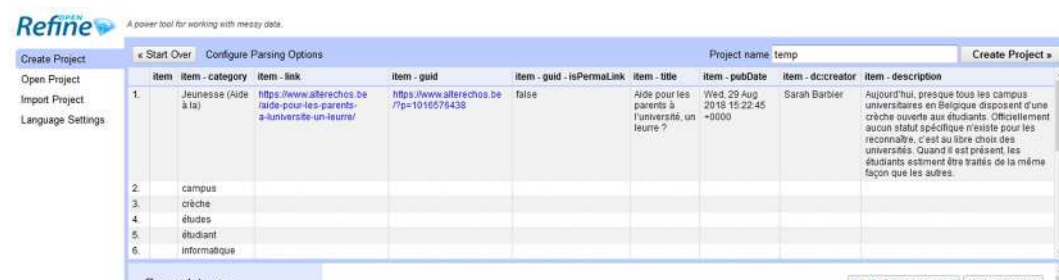 OPEN
Refine
A power tool for working with messy data.
Create Project
Open Project
Import Project
Language Settings
« Start Over Configure Parsing Options Project name temp Create Project »
item item - category item - link item - guid item - guid - isPermaLink item - title item - pubDate item - dc:creator item - description
1. Jeunesse (Aide à la) https://www.alterechos.be/aide-pour-les-parents-a-luniversite-un-leurre/ https://www.alterechos.be/?p=1016576438 false Aide pour les parents à l'université, un leurre ? Wed, 29 Aug 2018 15:22:45 +0000 Sarah Barbier Aujourd'hui, presque tous les campus universitaires en Belgique disposent d'une crèche ouverte aux étudiants. Officiellement aucun statut spécifique n'existe pour les reconnaître, c'est au libre choix des universités. Quand il est présent, les étudiants estiment être traités de la même façon que les autres.
2. campus
3. crèche
4. études
5. étudiant
6. informatique